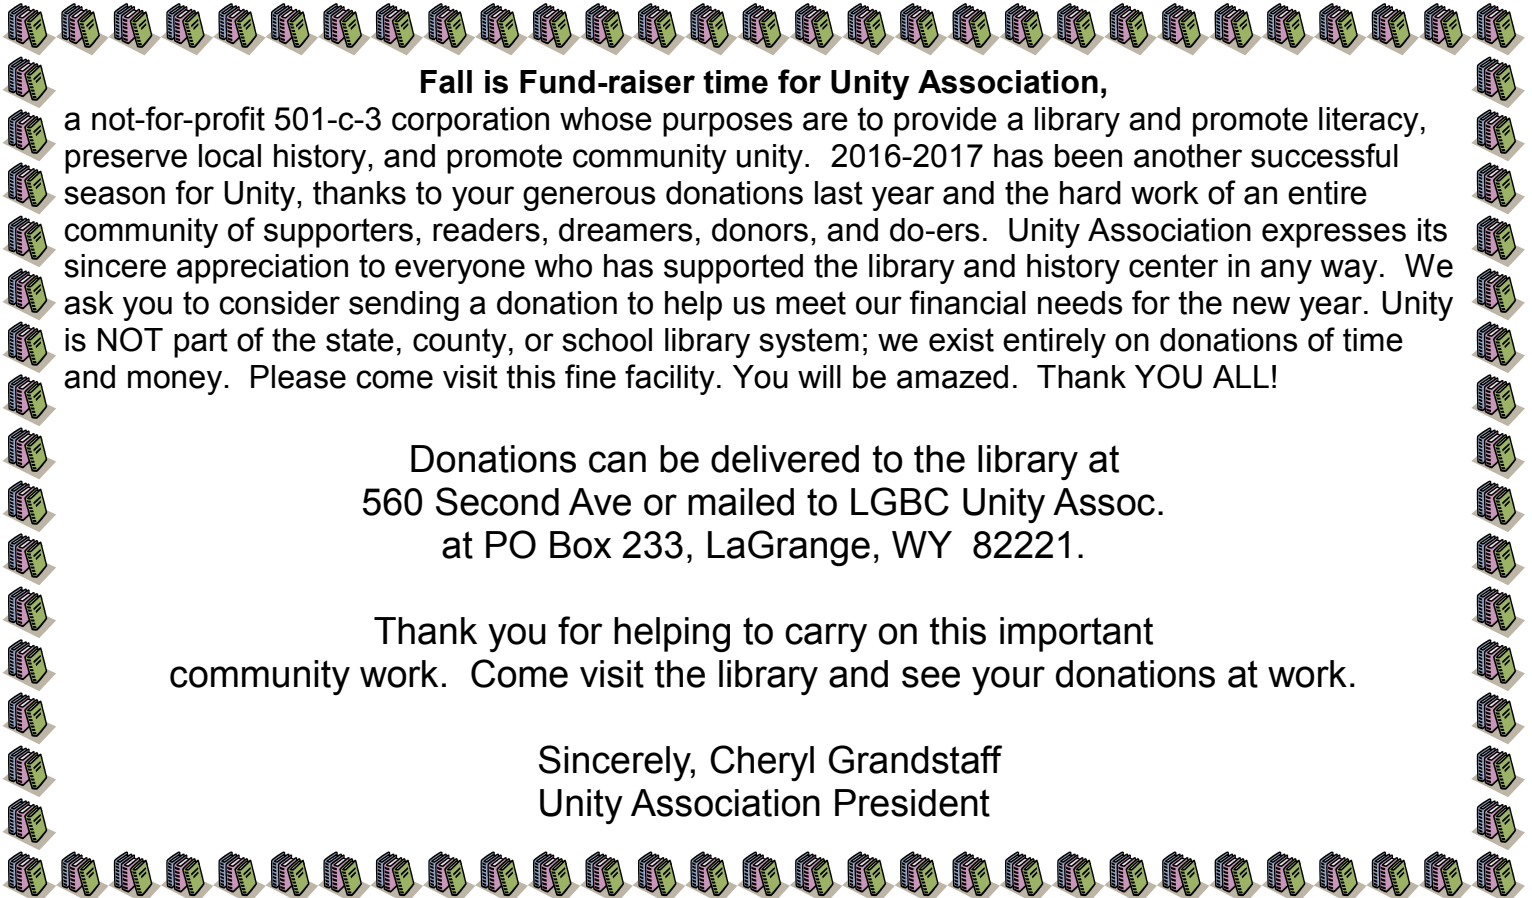 Fall is Fund-raiser time for Unity Association,
a not-for-profit 501-c-3 corporation whose purposes are to provide a library and promote literacy,
preserve local history, and promote community unity.  2016-2017 has been another successful
season for Unity, thanks to your generous donations last year and the hard work of an entire
community of supporters, readers, dreamers, donors, and do-ers.  Unity Association expresses its
sincere appreciation to everyone who has supported the library and history center in any way.  We
ask you to consider sending a donation to help us meet our financial needs for the new year. Unity
is NOT part of the state, county, or school library system; we exist entirely on donations of time
and money.  Please come visit this fine facility. You will be amazed.  Thank YOU ALL!
Donations can be delivered to the library at
560 Second Ave or mailed to LGBC Unity Assoc.
at PO Box 233, LaGrange, WY  82221.
Thank you for helping to carry on this important
community work.  Come visit the library and see your donations at work.
Sincerely, Cheryl Grandstaff
Unity Association President